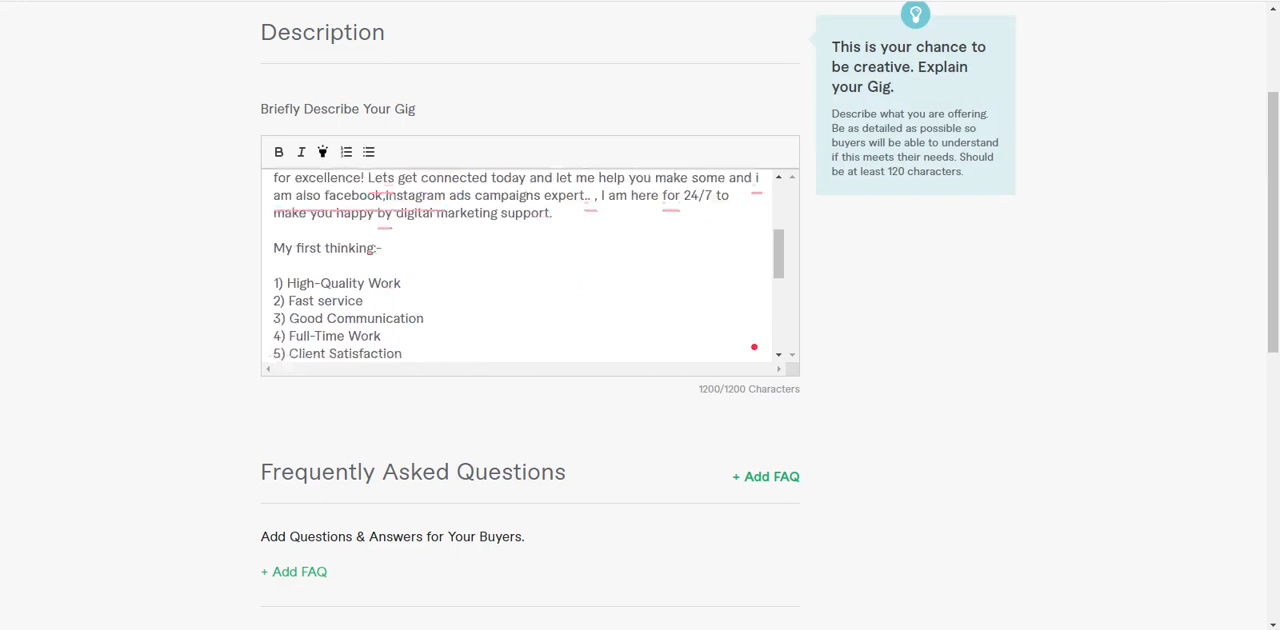 Description
This is your chance to
be creative. Explain
your Gig.
Describe what you are offering.
Be as detailed as possible so
buyers will be able to understand
if this meets their needs. Should
be at least 120 characters.
Briefly Describe Your Gig
B I
for excellence! Lets get connected today and let me help you make some and i
am also facebook,instagram ads campaigns expert.. , I am here for 24/7 to
make you happy by digital marketing support.
My first thinking:-
1) High-Quality Work
2) Fast service
3) Good Communication
4) Full-Time Work
5) Client Satisfaction
1200/1200 Characters
Frequently Asked Questions
+ Add FAQ
Add Questions & Answers for Your Buyers.
+ Add FAQ